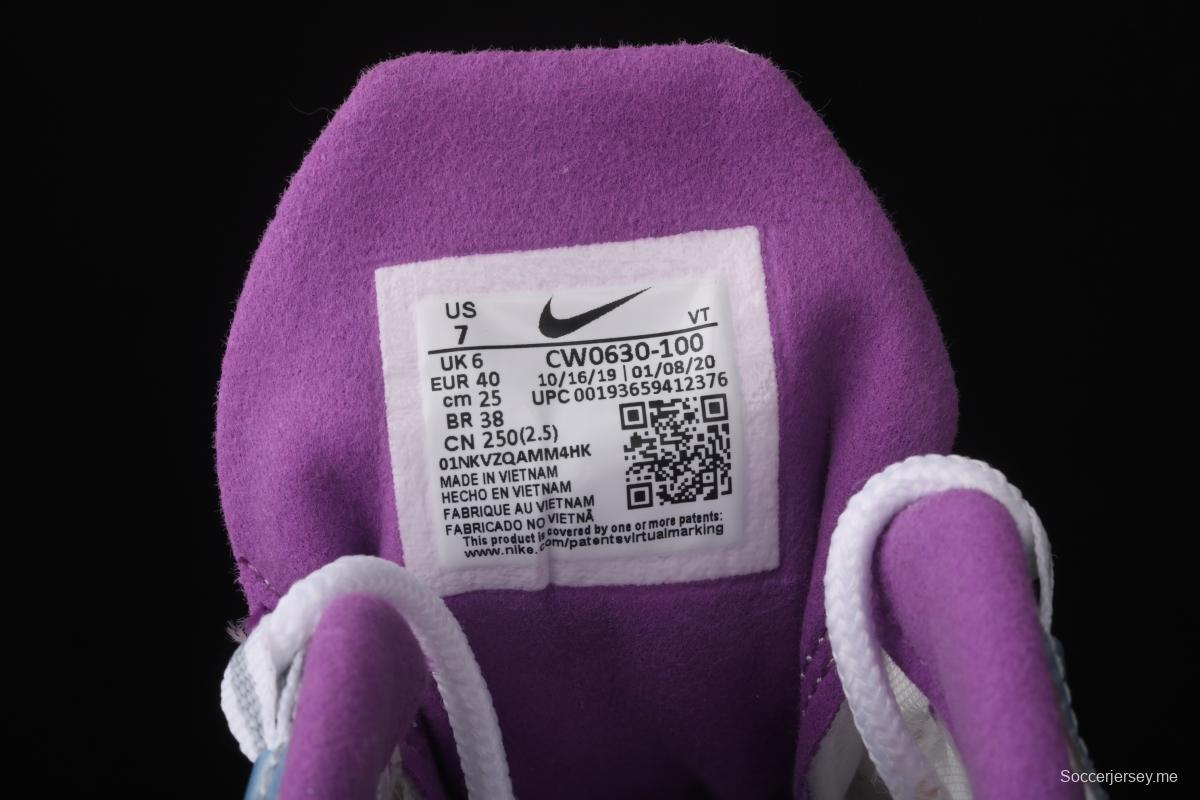 US
7
VT
UK 6
CW0630-100
EUR 40
10/16/19 | 01/08/20
cm 25
UPC 00193659412376
BR 38
CN 250(2.5)
01NKVZQAMM4HK
MADE IN VIETNAM
HECHO EN VIETNAM
FABRIQUE AU VIETNAM
FABRICADO NO VIETNÃ
This product is covered by one or more patents:
www.nike.com/patentsvirtualmarking
Soccerjersey.me